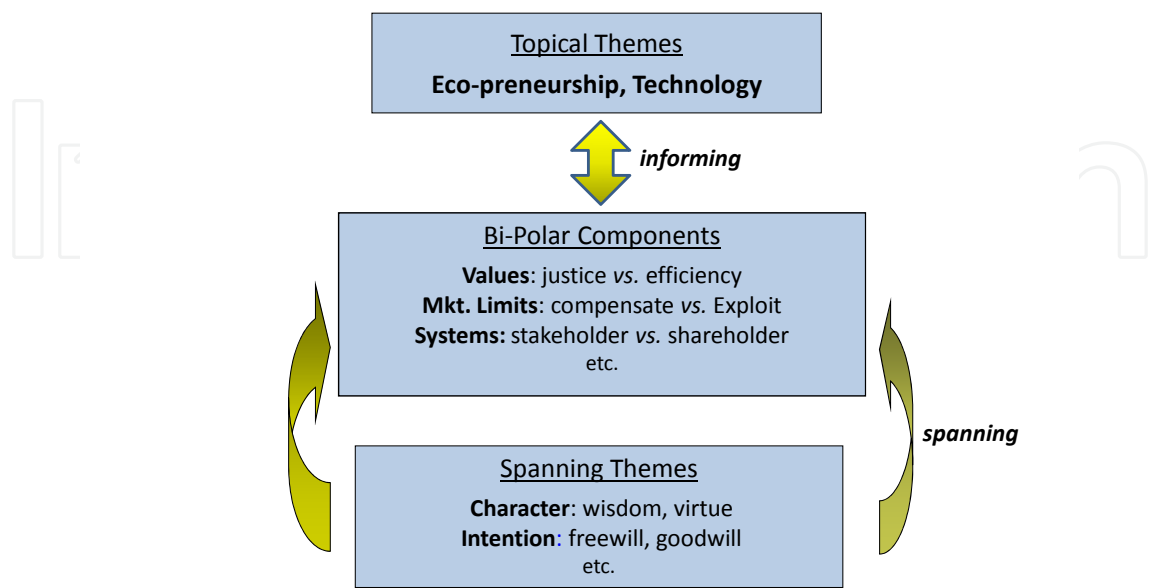 Topical Themes
Eco-preneurship, Technology
informing
Bi-Polar Components
Values: justice vs. efficiency
Mkt. Limits: compensate vs. Exploit
Systems: stakeholder vs. shareholder
etc.
spanning
Spanning Themes
Character: wisdom, virtue
Intention: freewill, goodwill
etc.